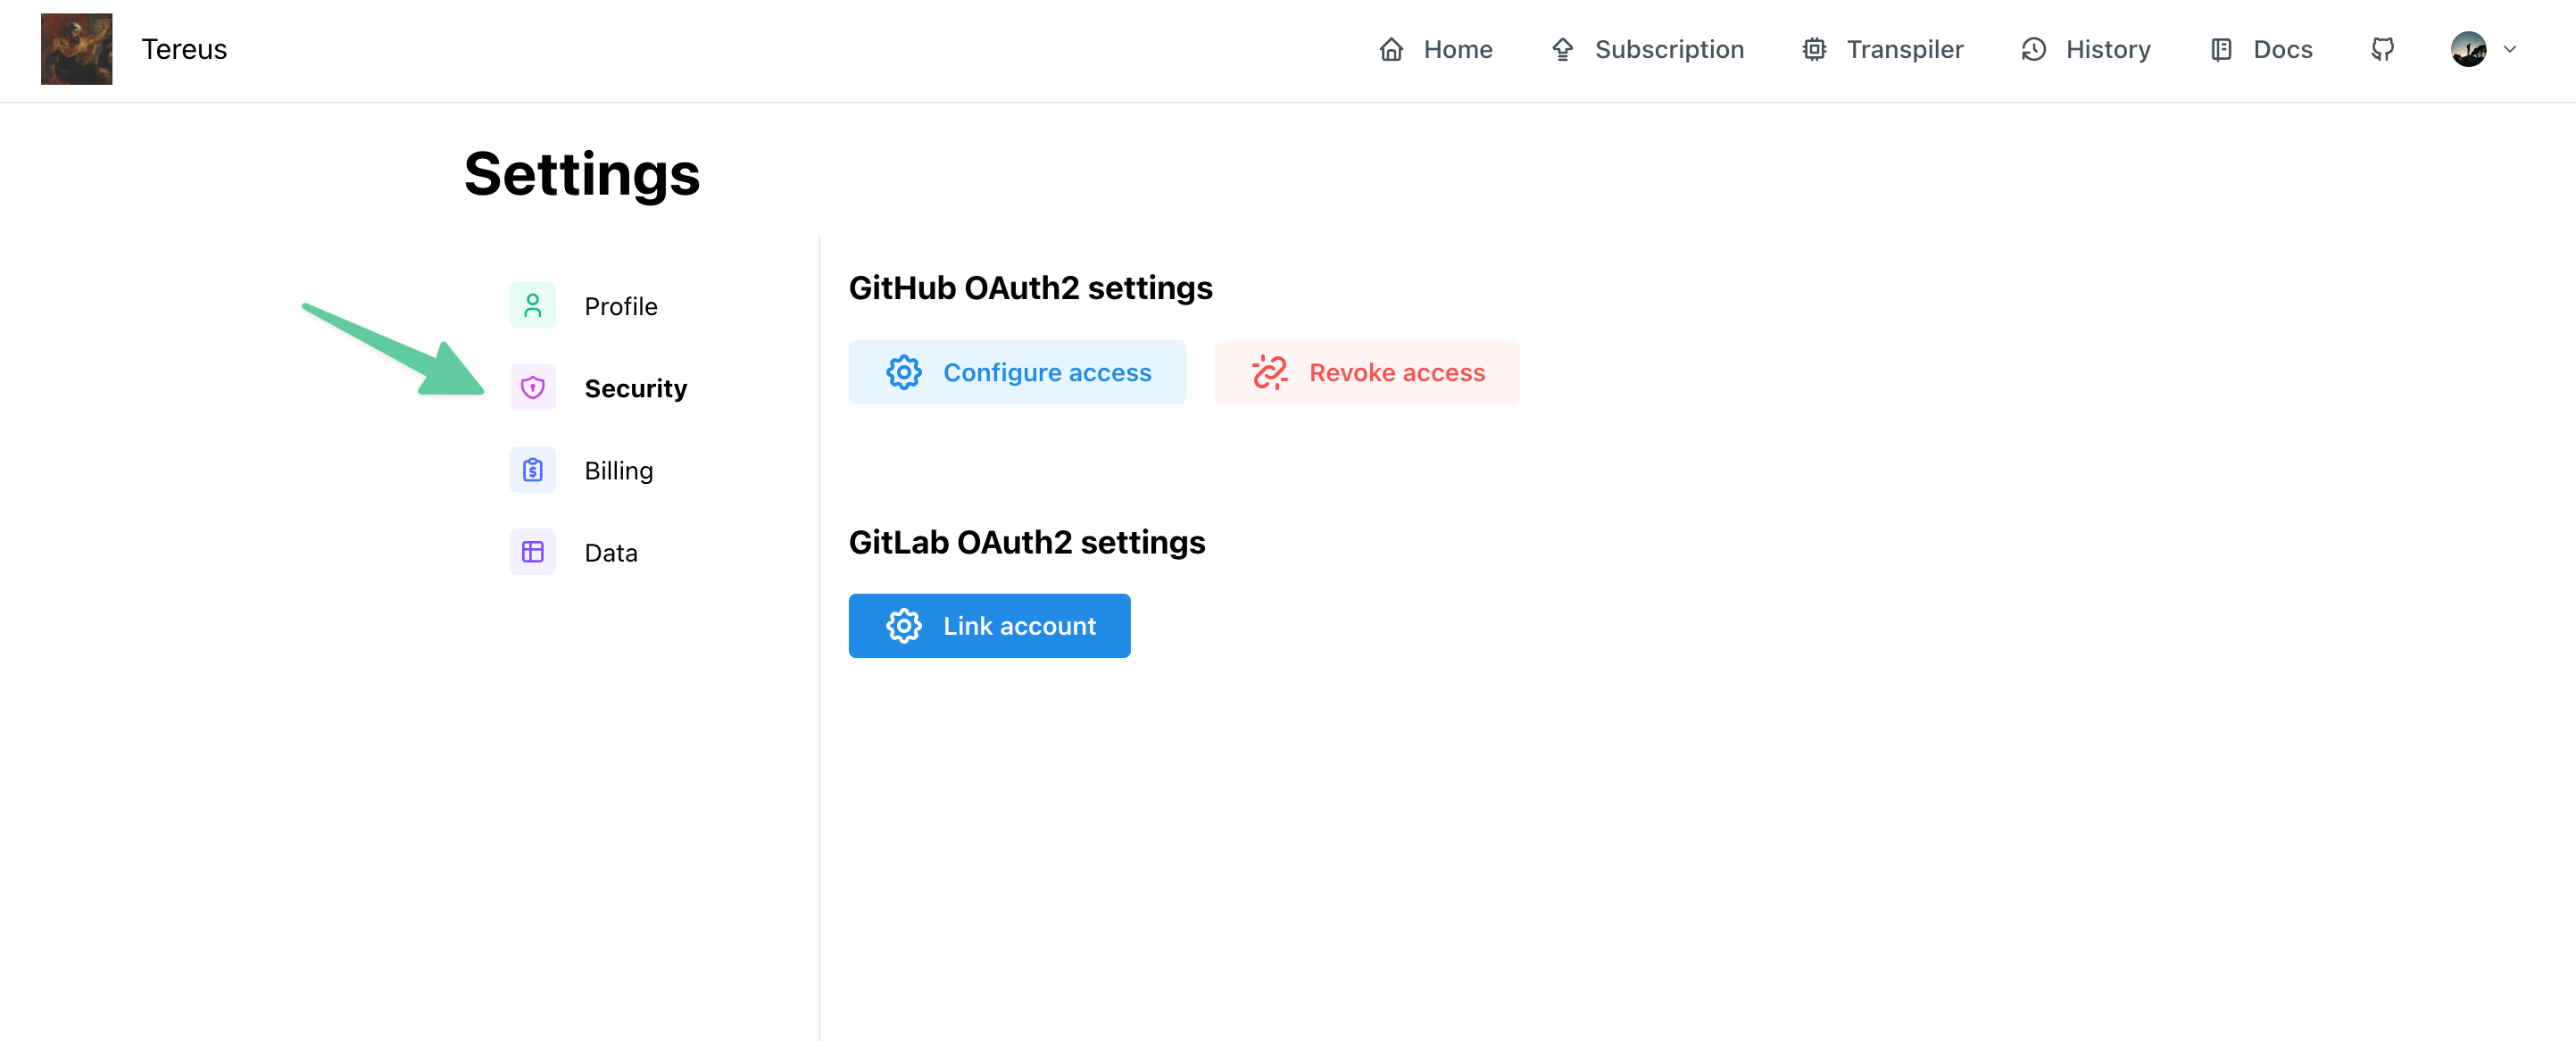 Tereus
Home Subscription Transpiler History Docs
Settings
Profile
Security
Billing
Data
GitHub OAuth2 settings
Configure access Revoke access
GitLab OAuth2 settings
Link account